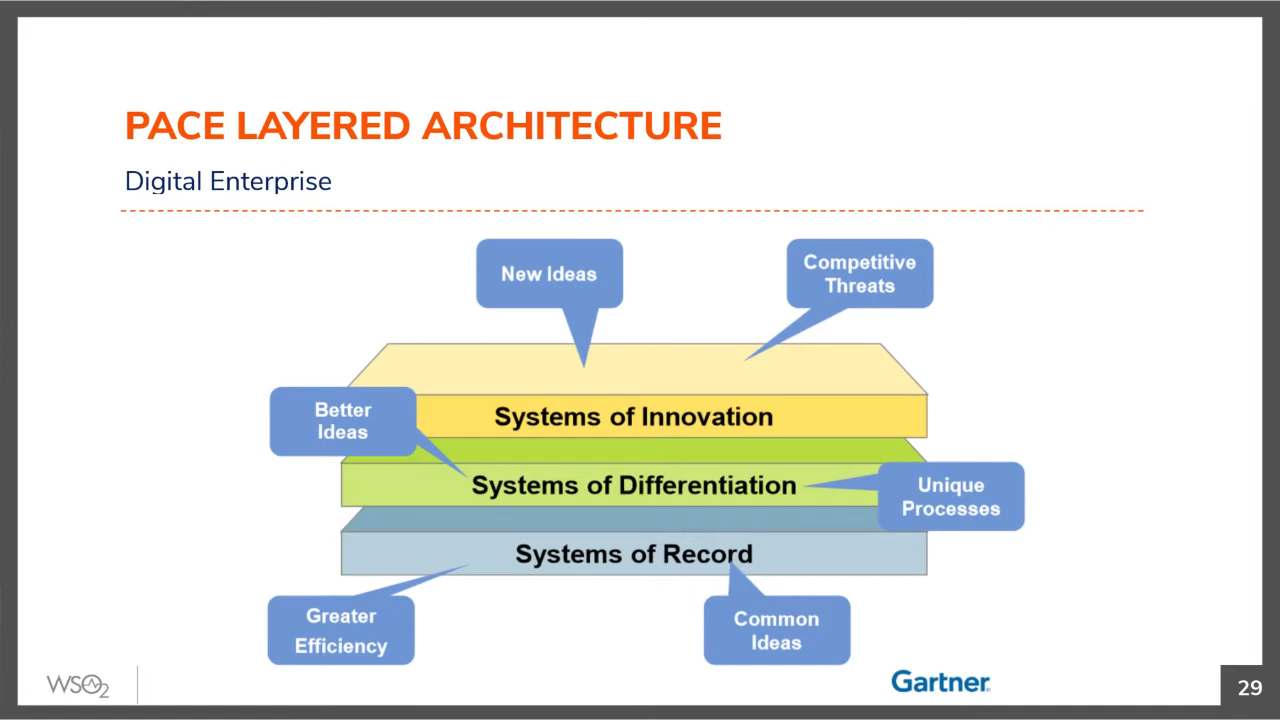 PACE LAYERED ARCHITECTURE
Digital Enterprise
New Ideas
Competitive
Threats
Systems of Innovation
Better
Ideas
Systems of Differentiation
Unique
Processes
Systems of Record
Greater
Efficiency
Common
Ideas
WSO2
Gartner
29